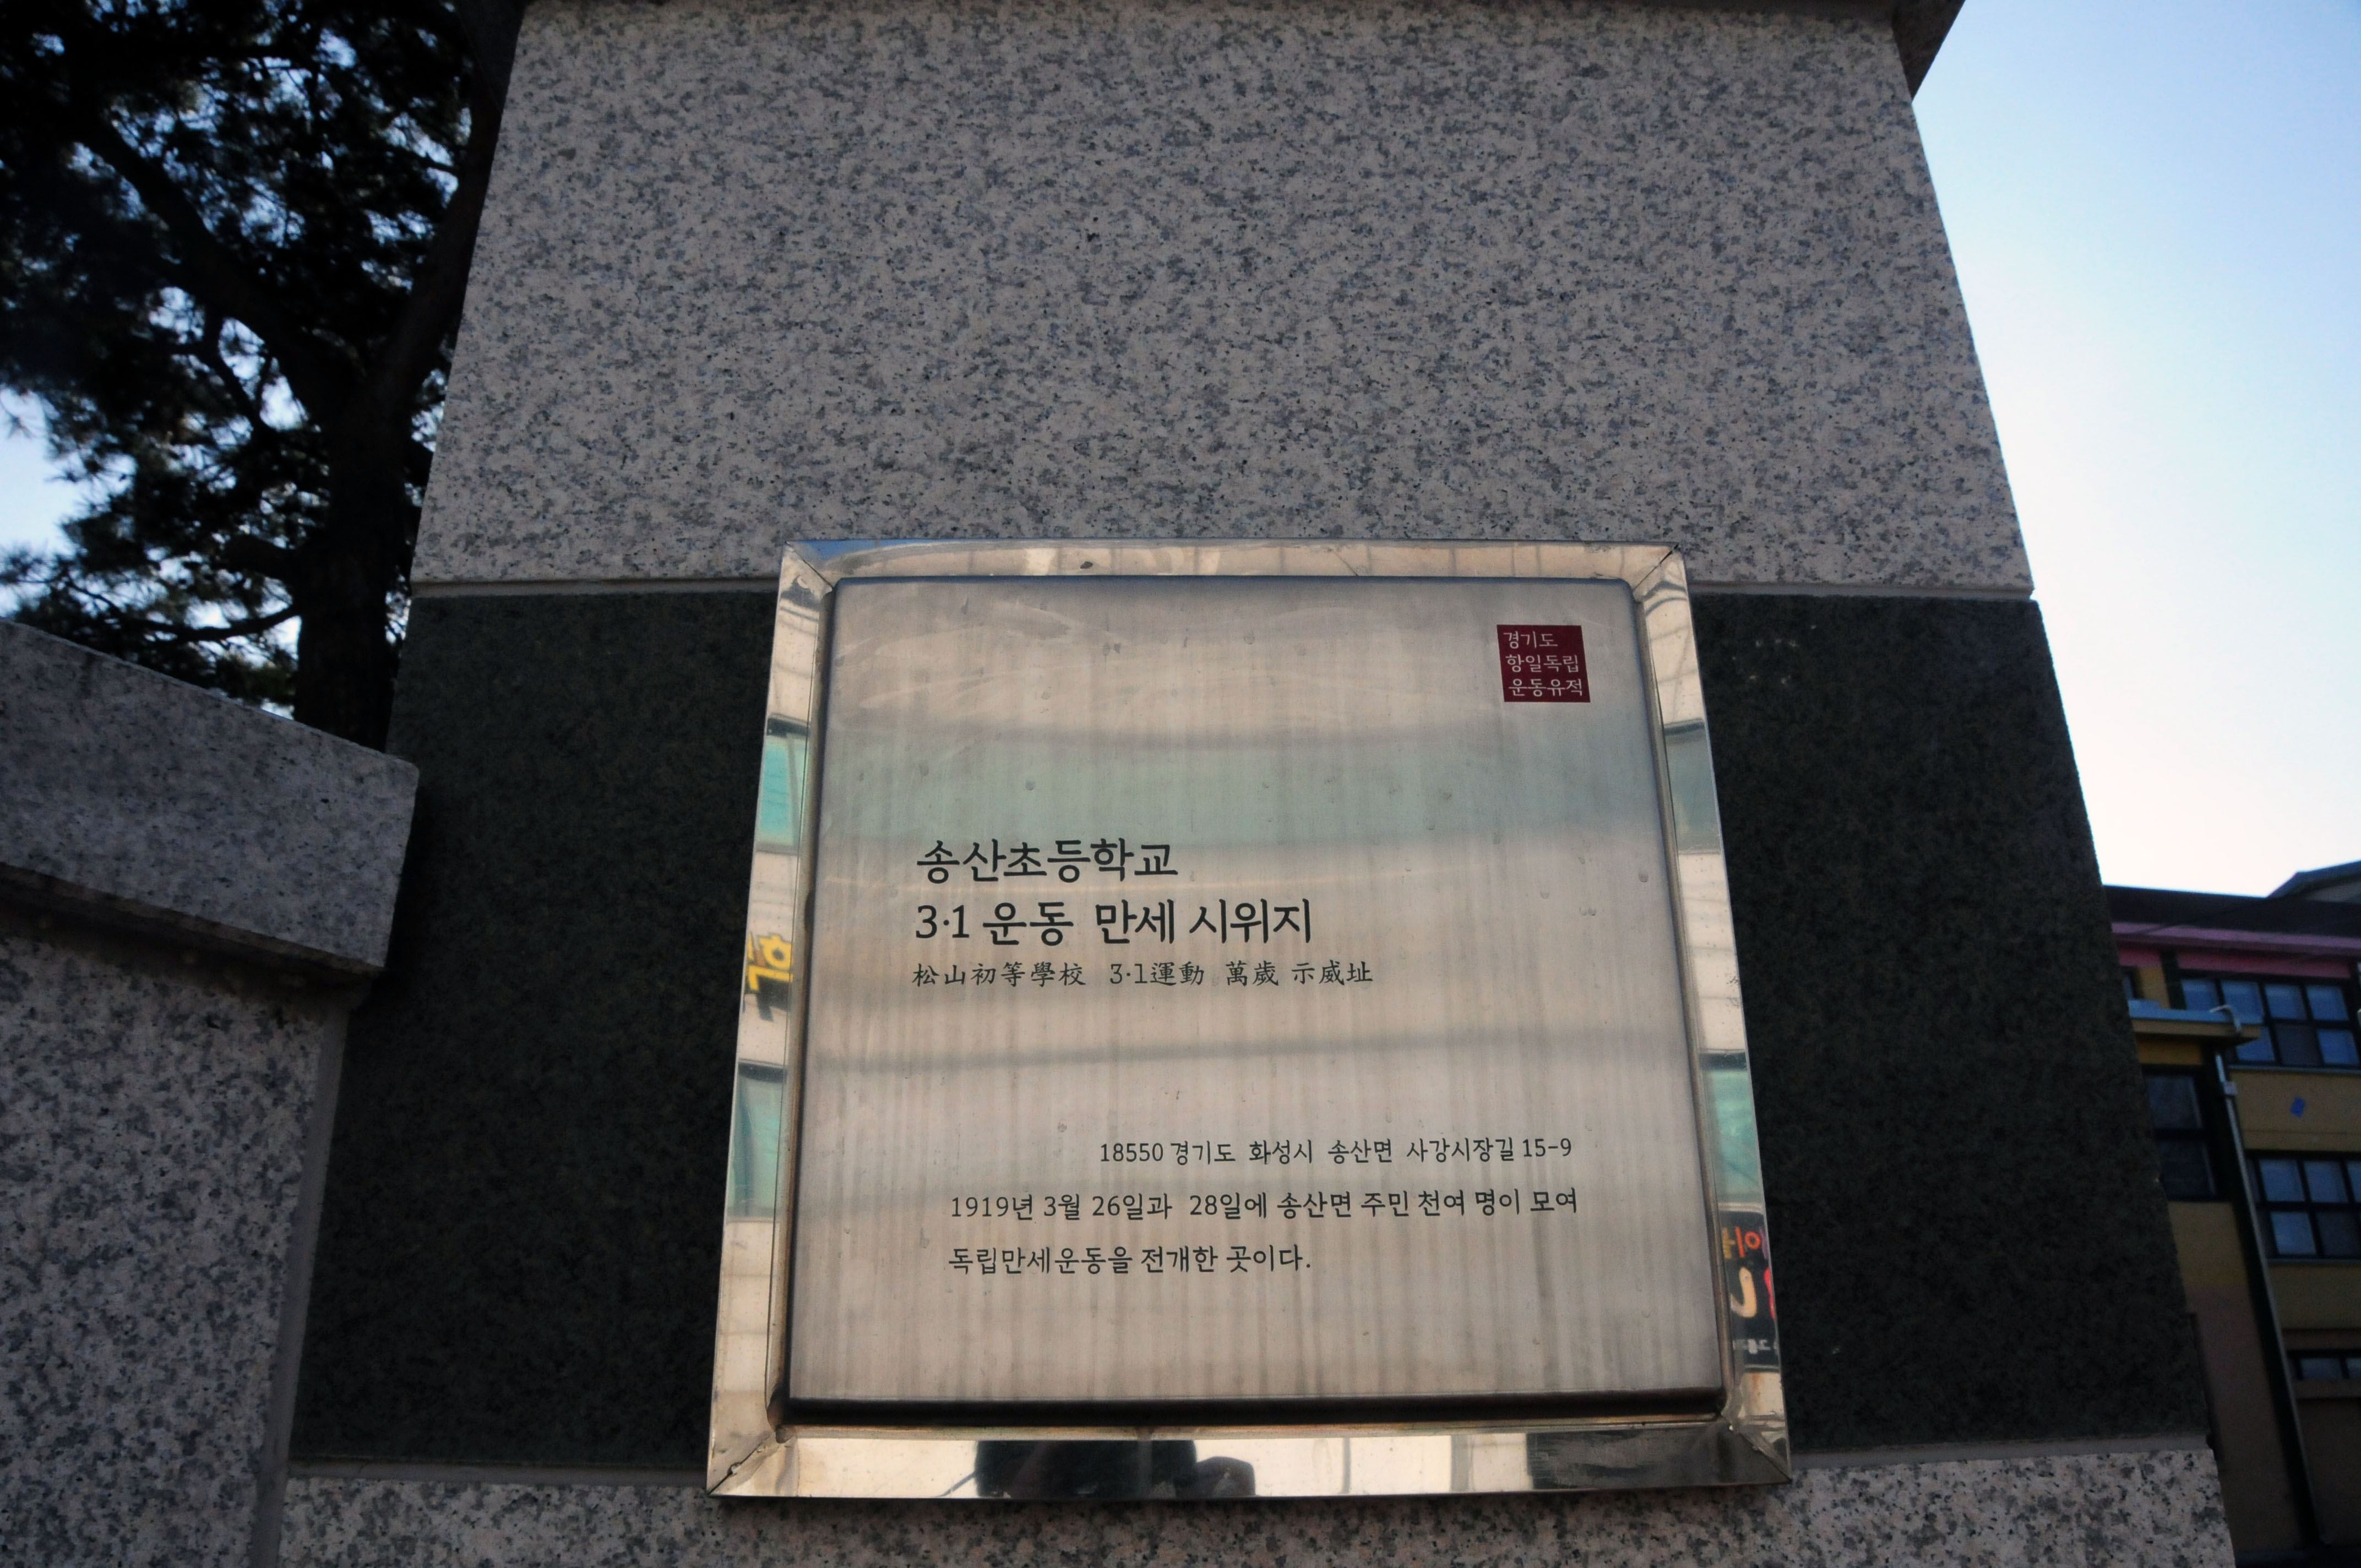 경기도
항일독립
운동유적
송산초등학교
3·1 운동 만세 시위지
松山初等學校 3·1運動 萬歲 示威址
18550 경기도 화성시 송산면 사강시장길 15-9
1919년 3월 26일과 28일에 송산면 주민 천여 명이 모여
독립만세운동을 전개한 곳이다.